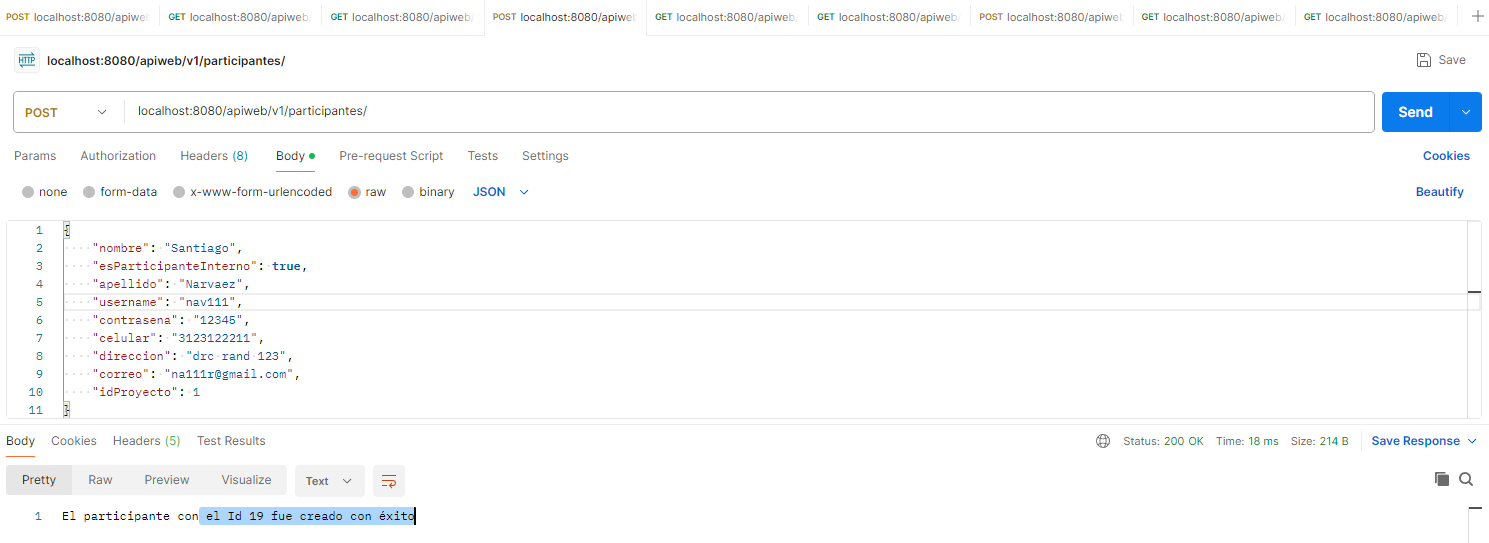 POST localhost:8080/apiweb GET localhost:8080/apiweb/ GET localhost:8080/apiweb/ POST localhost:8080/apiwe GET localhost:8080/apiweb/ GET localhost:8080/apiweb/ POST localhost:8080/apiwe GET localhost:8080/apiweb/ GET localhost:8080/apiweb/ +
HTTP localhost:8080/apiweb/v1/participantes/ Save
POST localhost:8080/apiweb/v1/participantes/ Send
Params Authorization Headers (8) Body Pre-request Script Tests Settings Cookies
none form-data x-www-form-urlencoded raw binary JSON Beautify
1 {
2 "nombre": "Santiago",
3 "esParticipanteInterno": true,
4 "apellido": "Narvaez",
5 "username": "nav111",
6 "contrasena": "12345",
7 "celular": "3123122211",
8 "direccion": "drc rand 123",
9 "correo": "na111r@gmail.com",
10 "idProyecto": 1
11 }
Body Cookies Headers (5) Test Results Status: 200 OK Time: 18 ms Size: 214 B Save Response
Pretty Raw Preview Visualize Text
1 El participante con el Id 19 fue creado con éxito